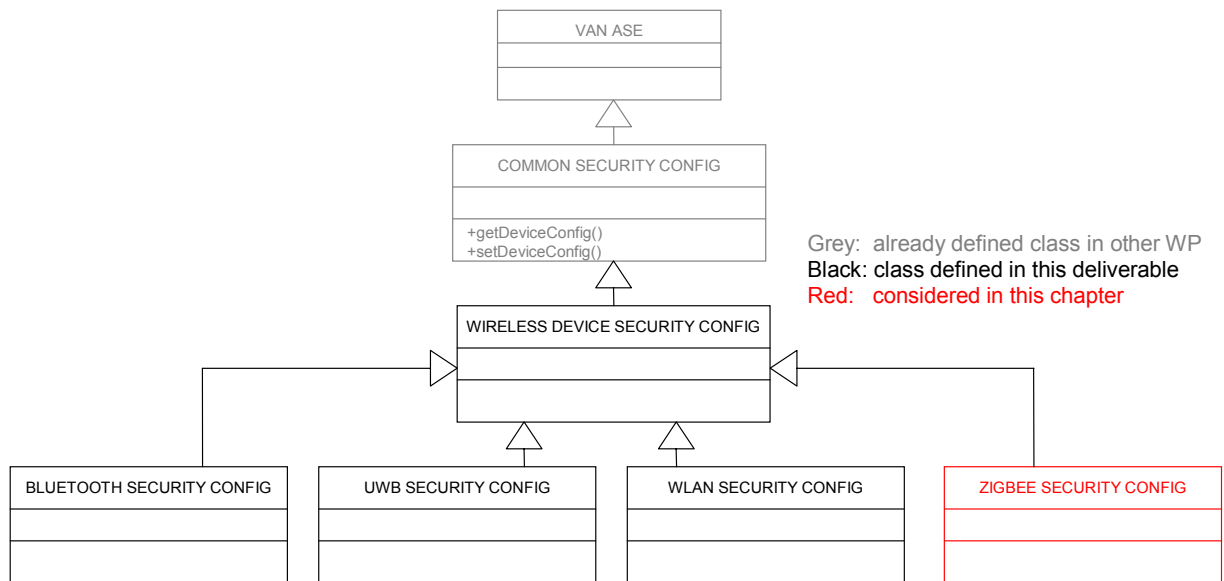 VAN ASE
COMMON SECURITY CONFIG
+getDeviceConfig()
+setDeviceConfig()
Grey: already defined class in other WP
Black: class defined in this deliverable
Red: considered in this chapter
WIRELESS DEVICE SECURITY CONFIG
BLUETOOTH SECURITY CONFIG
UWB SECURITY CONFIG
WLAN SECURITY CONFIG
ZIGBEE SECURITY CONFIG